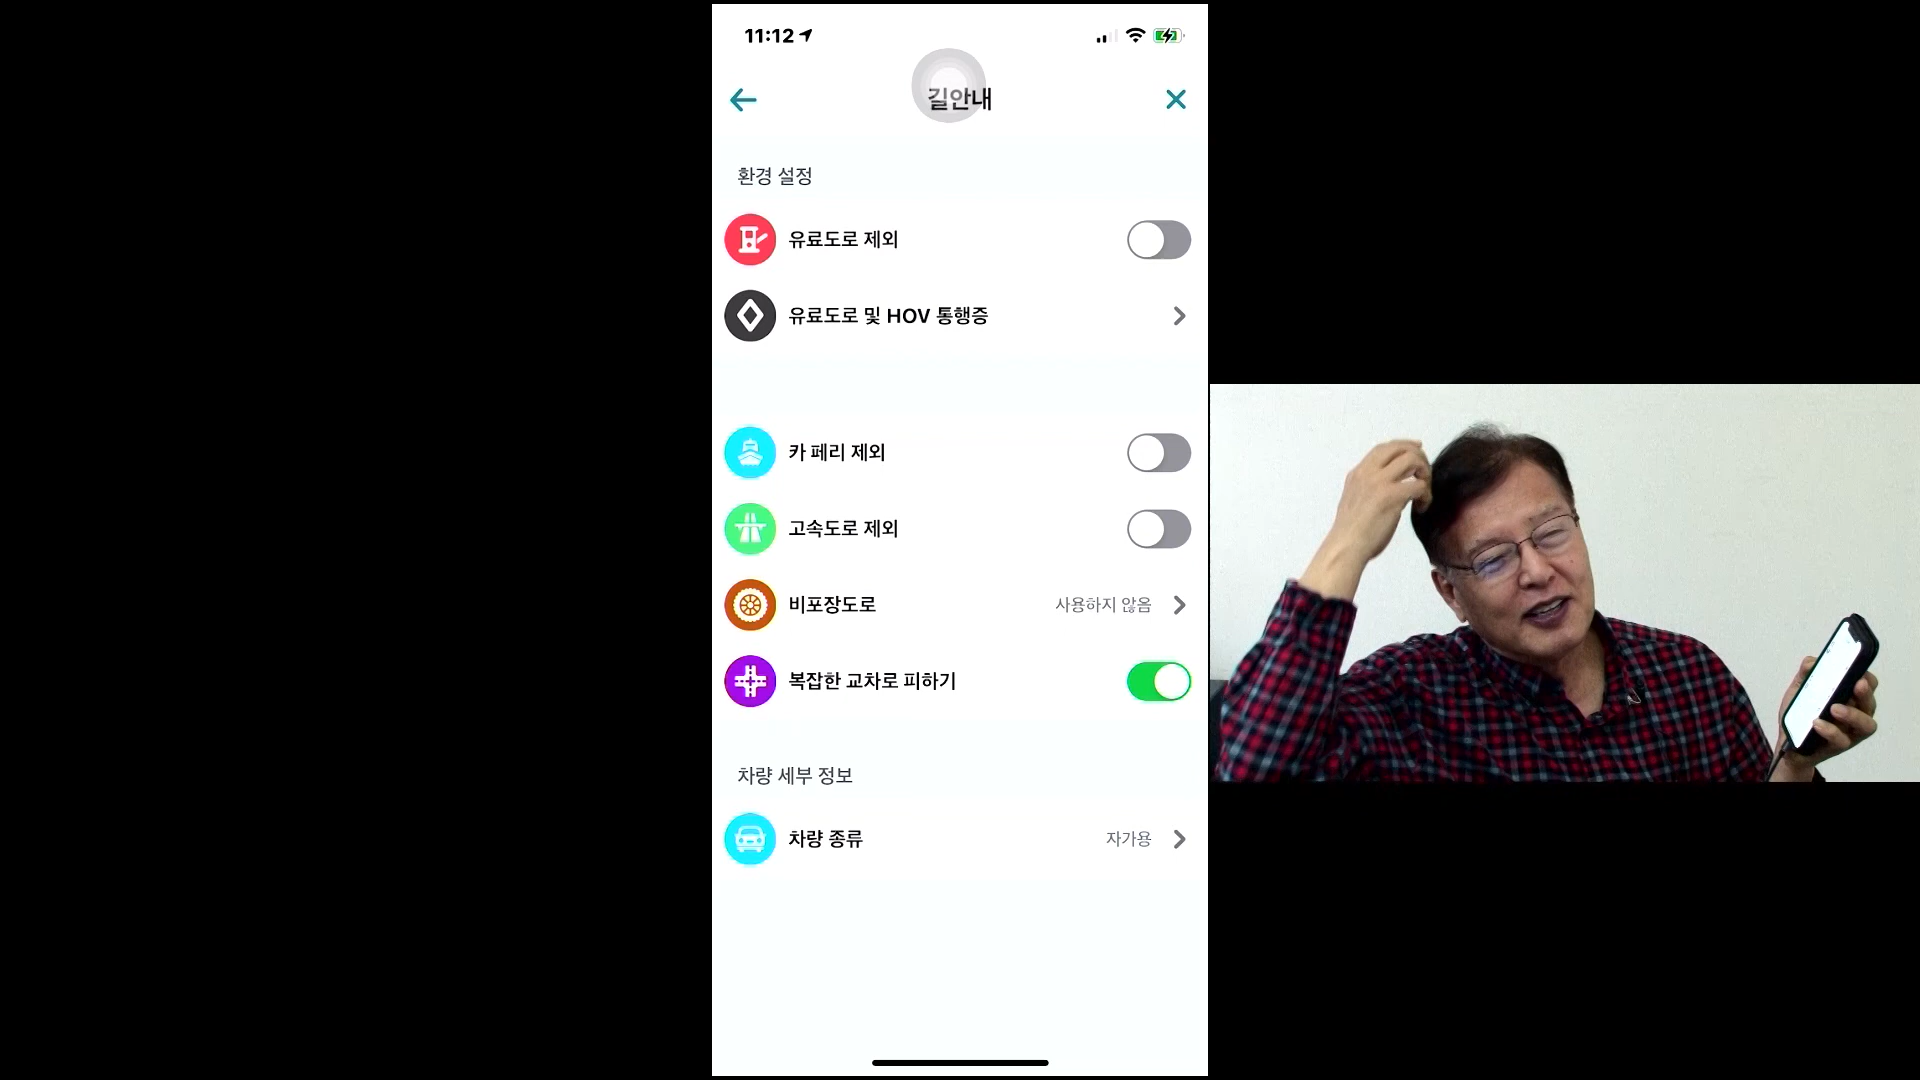 11:12
길안내
환경 설정
유료도로 제외
유료도로 및 HOV 통행증
카 페리 제외
고속도로 제외
비포장도로 사용하지 않음
복잡한 교차로 피하기
차량 세부 정보
차량 종류 자가용